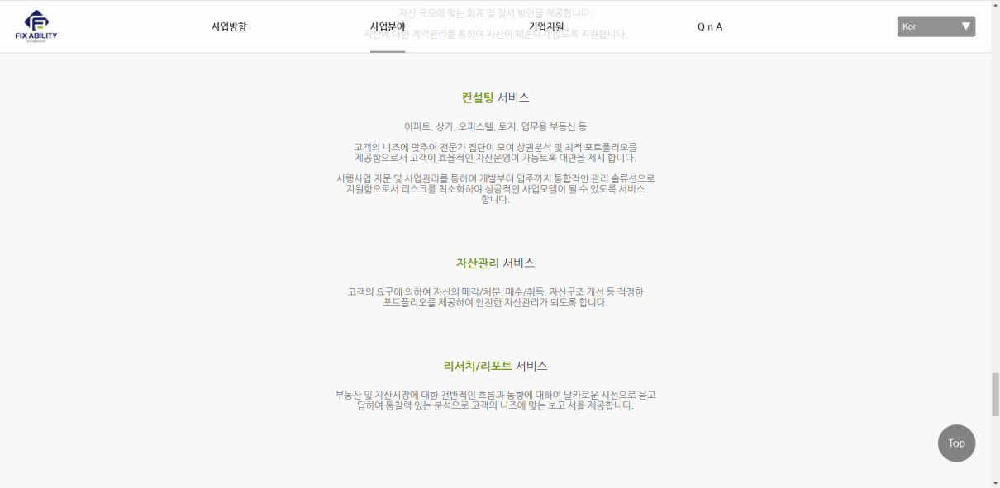 자산 규모에 맞는 회계 및 절세 방안을 제공합니다.
FIXABILITY
사업방향
사업분야
기업지원
Q n A
Kor
자산에 대한 계약관리를 통하여 자산이 훼손되지 않도록 지원합니다.
컨설팅 서비스
아파트, 상가, 오피스텔, 토지, 업무용 부동산 등
고객의 니즈에 맞추어 전문가 집단이 모여 상권분석 및 최적 포트폴리오를
제공함으로서 고객이 효율적인 자산운영이 가능토록 대안을 제시 합니다.
시행사업 자문 및 사업관리를 통하여 개발부터 입주까지 통합적인 관리 솔류션으로
지원함으로서 리스크를 최소화하여 성공적인 사업모델이 될 수 있도록 서비스
합니다.
자산관리 서비스
고객의 요구에 의하여 자산의 매각/처분, 매수/취득, 자산구조 개선 등 적정한
포트폴리오를 제공하여 안전한 자산관리가 되도록 합니다.
리서치/리포트 서비스
부동산 및 자산시장에 대한 전반적인 흐름과 동향에 대하여 날카로운 시선으로 묻고
답하여 통찰력 있는 분석으로 고객의 니즈에 맞는 보고 서를 제공합니다.
Top